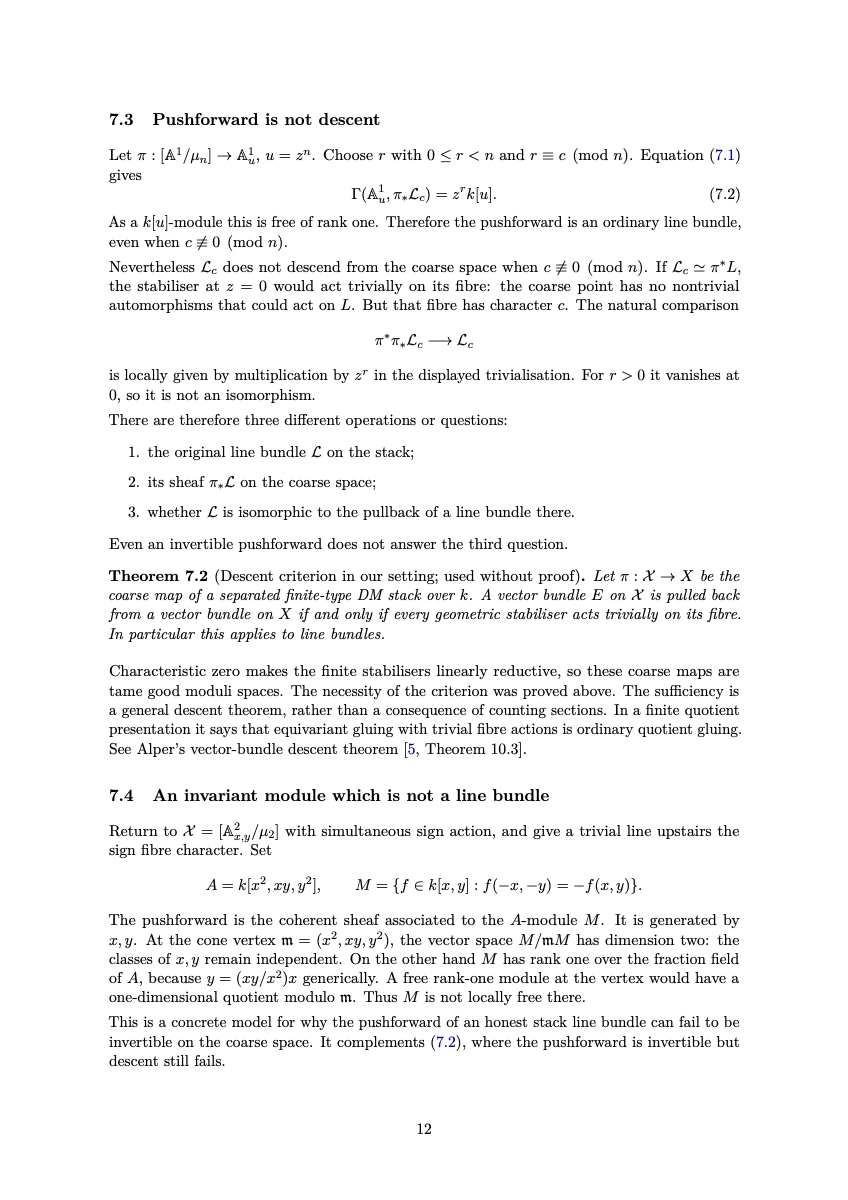 7.3 Pushforward is not descent
Let π : [𝔸¹/μₙ] → 𝔸¹ᵤ, u = zⁿ. Choose r with 0 ≤ r < n and r ≡ c (mod n). Equation (7.1)
gives
Γ(𝔸¹ᵤ, π∗ℒ_c) = zʳk[u]. (7.2)
As a k[u]-module this is free of rank one. Therefore the pushforward is an ordinary line bundle,
even when c ≢ 0 (mod n).
Nevertheless ℒ_c does not descend from the coarse space when c ≢ 0 (mod n). If ℒ_c ≃ π*L,
the stabiliser at z = 0 would act trivially on its fibre: the coarse point has no nontrivial
automorphisms that could act on L. But that fibre has character c. The natural comparison
π*π∗ℒ_c ⟶ ℒ_c
is locally given by multiplication by zʳ in the displayed trivialisation. For r > 0 it vanishes at
0, so it is not an isomorphism.
There are therefore three different operations or questions:
1. the original line bundle ℒ on the stack;
2. its sheaf π∗ℒ on the coarse space;
3. whether ℒ is isomorphic to the pullback of a line bundle there.
Even an invertible pushforward does not answer the third question.
Theorem 7.2 (Descent criterion in our setting; used without proof). Let π : 𝒳 → X be the
coarse map of a separated finite-type DM stack over k. A vector bundle E on 𝒳 is pulled back
from a vector bundle on X if and only if every geometric stabiliser acts trivially on its fibre.
In particular this applies to line bundles.
Characteristic zero makes the finite stabilisers linearly reductive, so these coarse maps are
tame good moduli spaces. The necessity of the criterion was proved above. The sufficiency is
a general descent theorem, rather than a consequence of counting sections. In a finite quotient
presentation it says that equivariant gluing with trivial fibre actions is ordinary quotient gluing.
See Alper's vector-bundle descent theorem [5, Theorem 10.3].
7.4 An invariant module which is not a line bundle
Return to 𝒳 = [𝔸²_{x,y}/μ₂] with simultaneous sign action, and give a trivial line upstairs the
sign fibre character. Set
A = k[x², xy, y²], M = {f ∈ k[x, y] : f(−x, −y) = −f(x, y)}.
The pushforward is the coherent sheaf associated to the A-module M. It is generated by
x, y. At the cone vertex 𝔪 = (x², xy, y²), the vector space M/𝔪M has dimension two: the
classes of x, y remain independent. On the other hand M has rank one over the fraction field
of A, because y = (xy/x²)x generically. A free rank-one module at the vertex would have a
one-dimensional quotient modulo 𝔪. Thus M is not locally free there.
This is a concrete model for why the pushforward of an honest stack line bundle can fail to be
invertible on the coarse space. It complements (7.2), where the pushforward is invertible but
descent still fails.
12